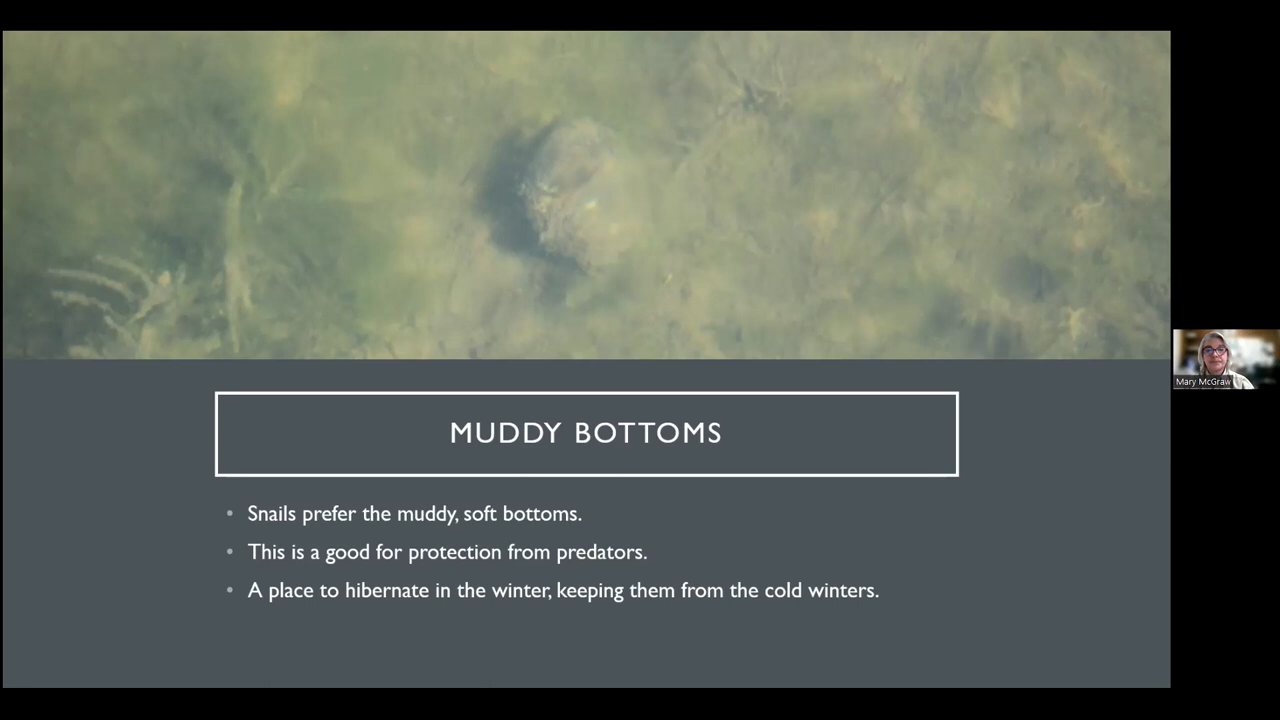 MUDDY BOTTOMS
• Snails prefer the muddy, soft bottoms.
• This is a good for protection from predators.
• A place to hibernate in the winter, keeping them from the cold winters.
Mary McGraw